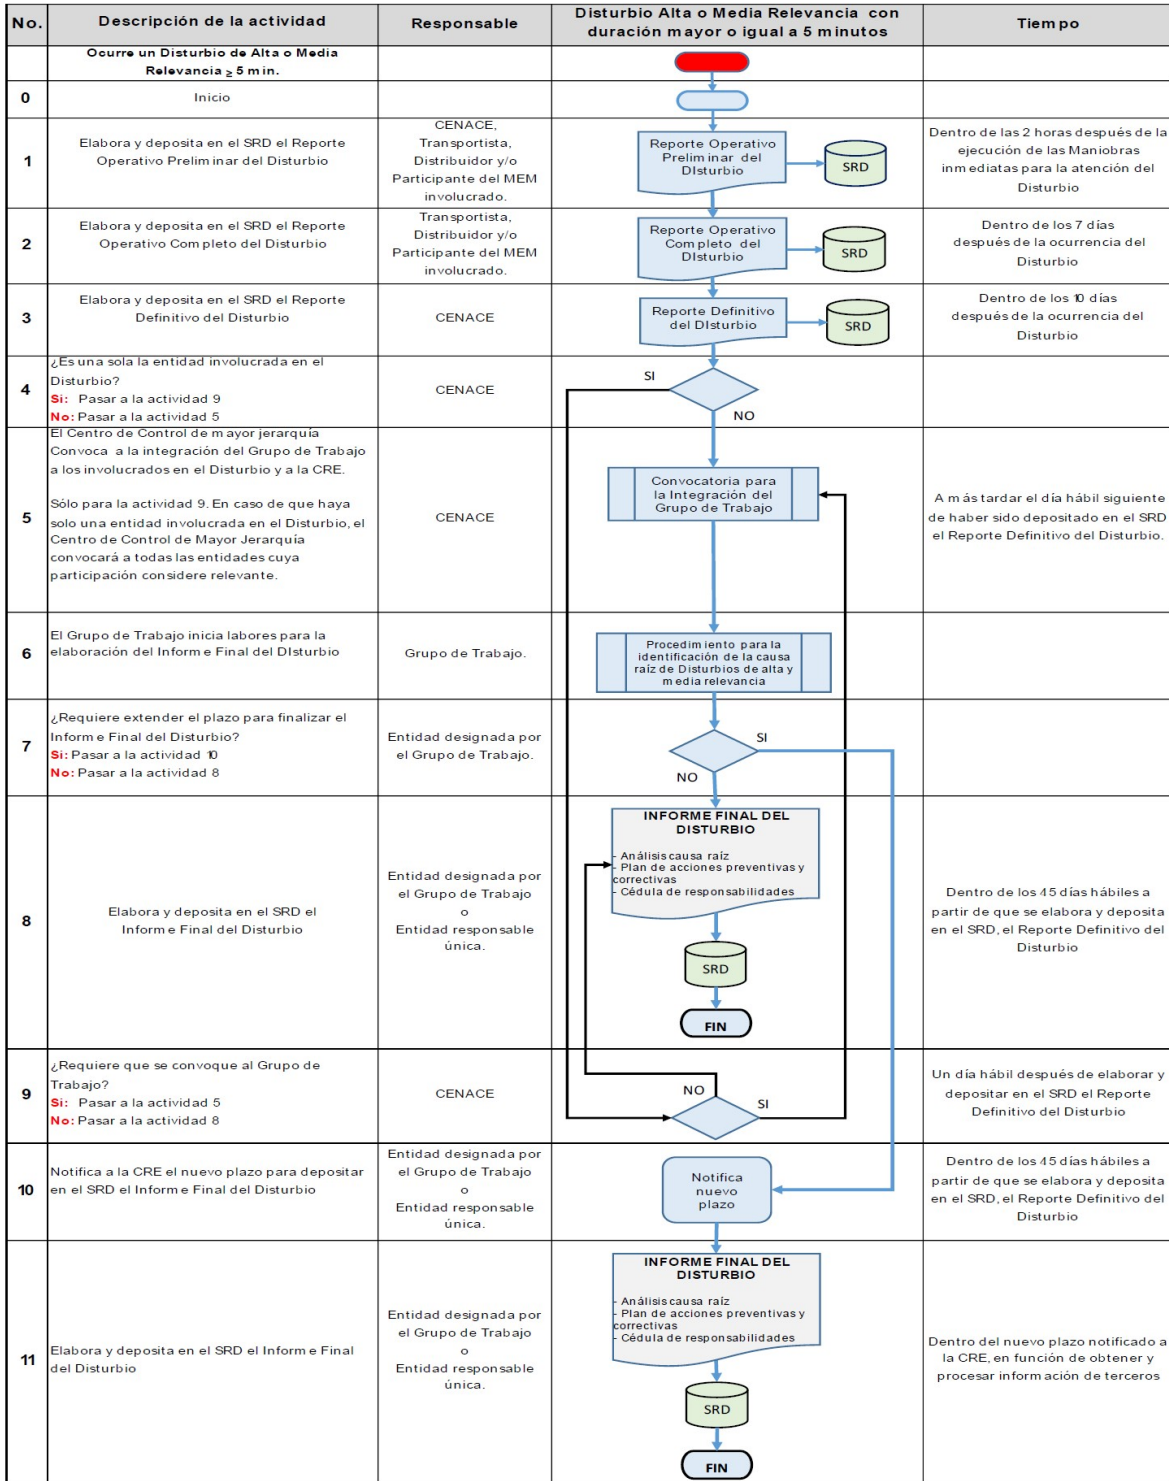 No.
Descripción de la actividad
Responsable
Disturbio Alta o Media Relevancia con
duración mayor o igual a 5 minutos
Tiempo
Ocurre un Disturbio de Alta o Media
Relevancia ≥ 5 min.
0
Inicio
1
Elabora y deposita en el SRD el Reporte
Operativo Preliminar del Disturbio
CENACE,
Transportista,
Distribuidor y/o
Participante del MEM
involucrado.
Reporte Operativo
Preliminar del
DIsturbio
SRD
Dentro de las 2 horas después de la
ejecución de las Maniobras
inmediatas para la atención del
Disturbio
2
Elabora y deposita en el SRD el Reporte
Operativo Completo del Disturbio
Transportista,
Distribuidor y/o
Participante del MEM
involucrado.
Reporte Operativo
Completo del
DIsturbio
SRD
Dentro de los 7 días
después de la ocurrencia del
Disturbio
3
Elabora y deposita en el SRD el Reporte
Definitivo del Disturbio
CENACE
Reporte Definitivo
del DIsturbio
SRD
Dentro de los 10 días
después de la ocurrencia del
Disturbio
4
¿Es una sola la entidad involucrada en el
Disturbio?
Si: Pasar a la actividad 9
No: Pasar a la actividad 5
CENACE
SI
NO
5
El Centro de Control de mayor jerarquía
Convoca a la integración del Grupo de Trabajo
a los involucrados en el Disturbio y a la CRE.
Sólo para la actividad 9. En caso de que haya
solo una entidad involucrada en el Disturbio, el
Centro de Control de Mayor Jerarquía
convocará a todas las entidades cuya
participación considere relevante.
CENACE
Convocatoria para
la Integración del
Grupo de Trabajo
A más tardar el día hábil siguiente
de haber sido depositado en el SRD
el Reporte Definitivo del Disturbio.
6
El Grupo de Trabajo inicia labores para la
elaboración del Informe Final del DIsturbio
Grupo de Trabajo.
Procedimiento para la
identificación de la causa
raíz de Disturbios de alta y
media relevancia
7
¿Requiere extender el plazo para finalizar el
Informe Final del Disturbio?
Si: Pasar a la actividad 10
No: Pasar a la actividad 8
Entidad designada por
el Grupo de Trabajo.
SI
NO
8
Elabora y deposita en el SRD el
Informe Final del Disturbio
Entidad designada por
el Grupo de Trabajo
o
Entidad responsable
única.
INFORME FINAL DEL
DISTURBIO
- Análisis causa raíz
- Plan de acciones preventivas y
correctivas
- Cédula de responsabilidades
SRD
FIN
Dentro de los 45 días hábiles a
partir de que se elabora y deposita
en el SRD, el Reporte Definitivo del
Disturbio
9
¿Requiere que se convoque al Grupo de
Trabajo?
Si: Pasar a la actividad 5
No: Pasar a la actividad 8
CENACE
NO
SI
Un día hábil después de elaborar y
depositar en el SRD el Reporte
Definitivo del Disturbio
10
Notifica a la CRE el nuevo plazo para depositar
en el SRD el Informe Final del Disturbio
Entidad designada por
el Grupo de Trabajo
o
Entidad responsable
única.
Notifica
nuevo
plazo
Dentro de los 45 días hábiles a
partir de que se elabora y deposita
en el SRD, el Reporte Definitivo del
Disturbio
11
Elabora y deposita en el SRD el Informe Final
del Disturbio
Entidad designada por
el Grupo de Trabajo
o
Entidad responsable
única.
INFORME FINAL DEL
DISTURBIO
- Análisis causa raíz
- Plan de acciones preventivas y
correctivas
- Cédula de responsabilidades
SRD
FIN
Dentro del nuevo plazo notificado a
la CRE, en función de obtener y
procesar información de terceros